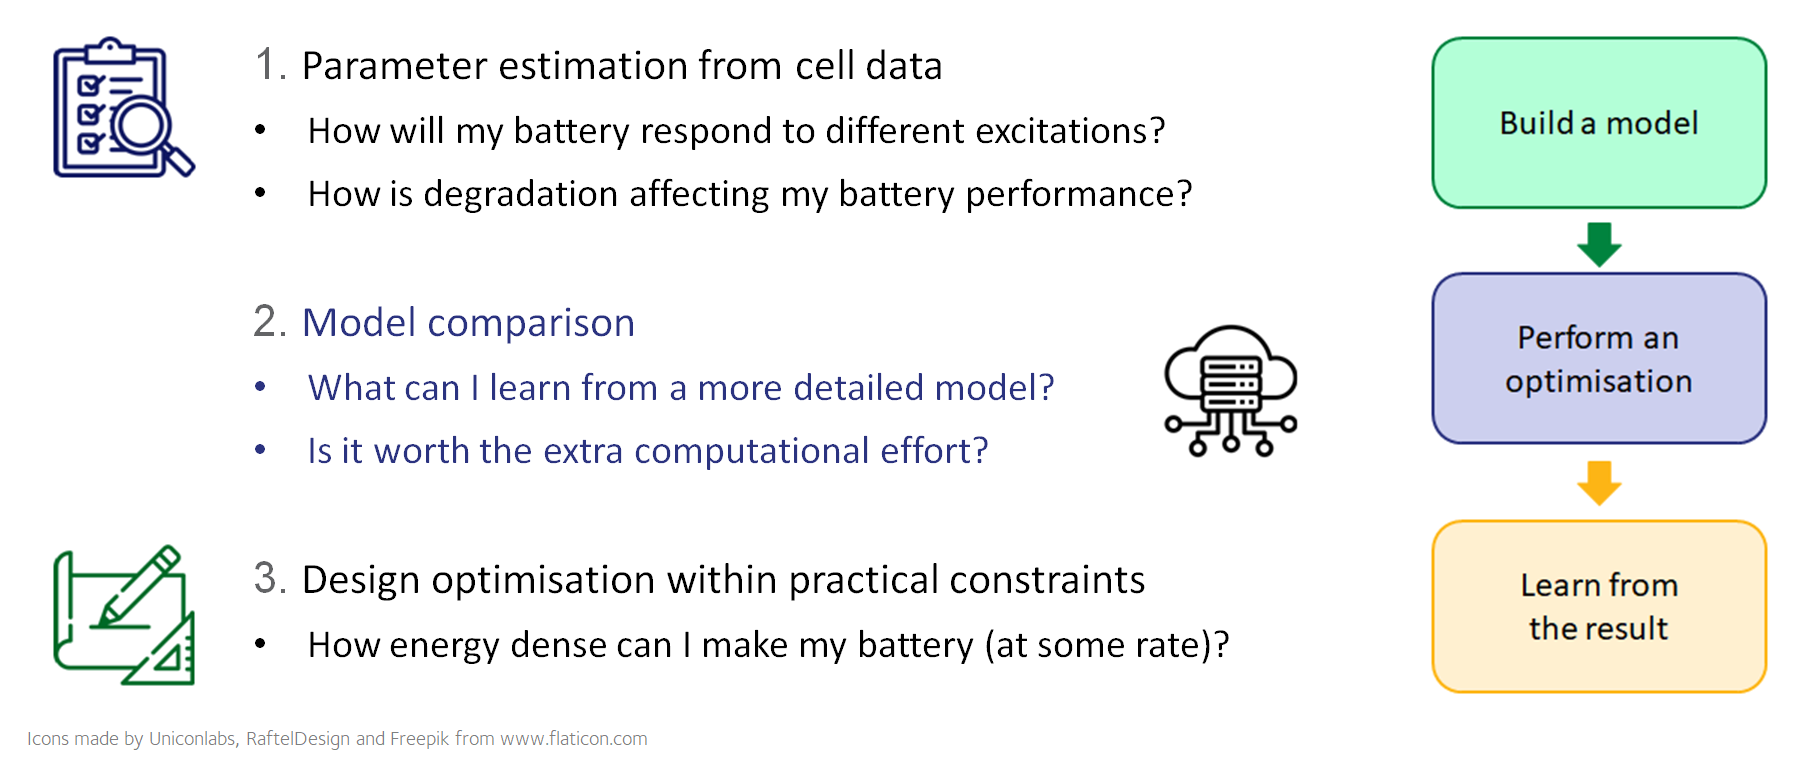 1. Parameter estimation from cell data
• How will my battery respond to different excitations?
• How is degradation affecting my battery performance?
2. Model comparison
• What can I learn from a more detailed model?
• Is it worth the extra computational effort?
3. Design optimisation within practical constraints
• How energy dense can I make my battery (at some rate)?
Build a model
Perform an
optimisation
Learn from
the result
Icons made by Uniconlabs, RaftelDesign and Freepik from www.flaticon.com